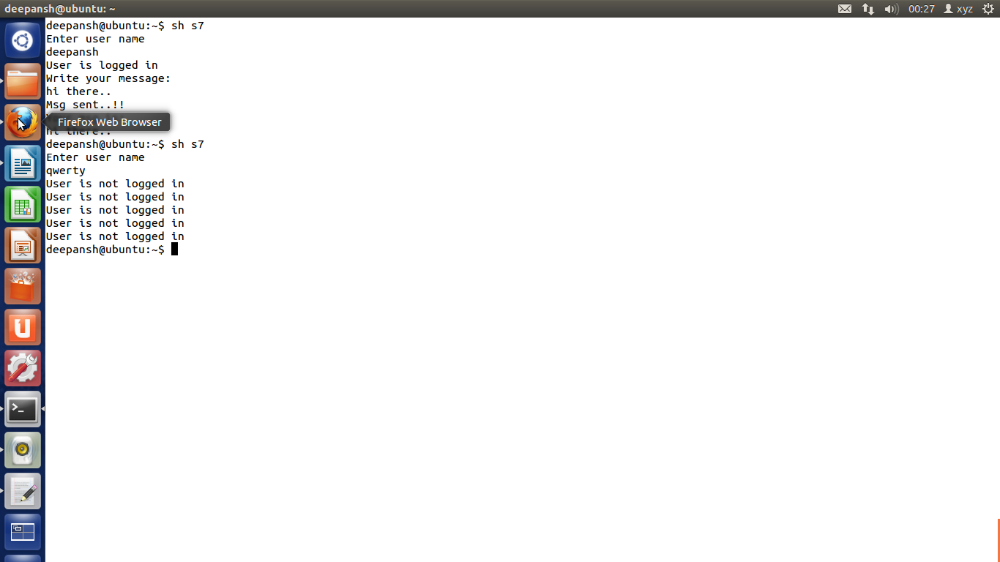 deepansh@ubuntu: ~
00:27
xyz
deepansh@ubuntu:~$ sh s7
Enter user name
deepansh
User is logged in
Write your message:
hi there..
Msg sent..!!
Firefox Web Browser
hi there..
deepansh@ubuntu:~$ sh s7
Enter user name
qwerty
User is not logged in
User is not logged in
User is not logged in
User is not logged in
User is not logged in
deepansh@ubuntu:~$